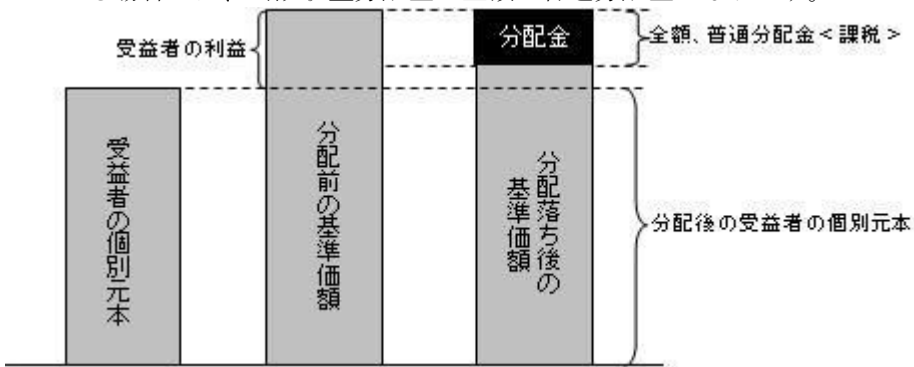 受益者の利益
分配金
全額、普通分配金＜課税＞
受益者の個別元本
分配前の基準価額
分配落ち後の
基準価額
分配後の受益者の個別元本